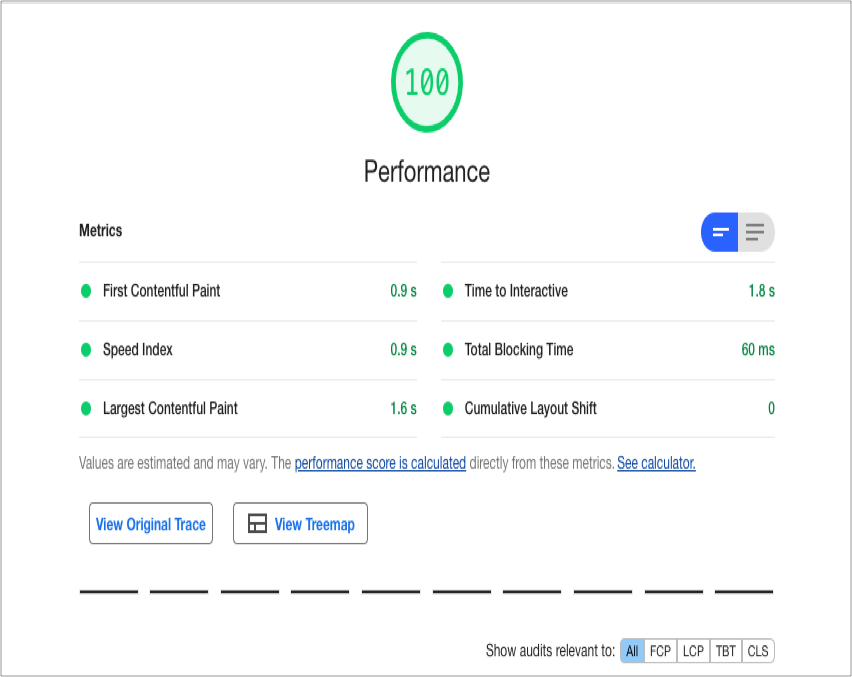 100
Performance
Metrics
First Contentful Paint 0.9 s
Time to Interactive 1.8 s
Speed Index 0.9 s
Total Blocking Time 60 ms
Largest Contentful Paint 1.6 s
Cumulative Layout Shift 0
Values are estimated and may vary. The performance score is calculated directly from these metrics. See calculator.
View Original Trace
View Treemap
Show audits relevant to: All FCP LCP TBT CLS